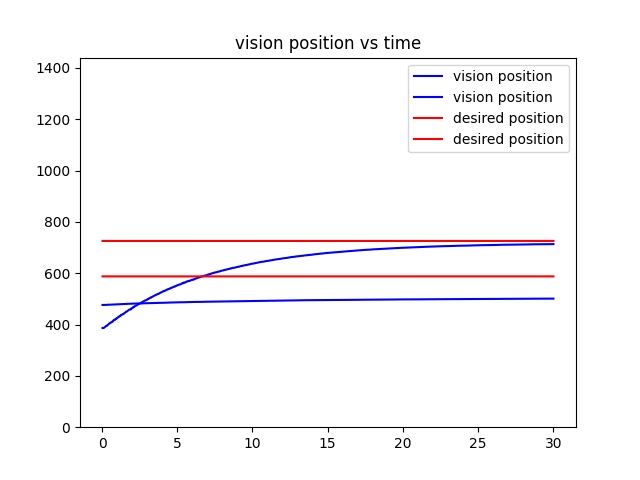 vision position vs time
1400
1200
1000
800
600
400
200
0
vision position
vision position
desired position
desired position
0 5 10 15 20 25 30